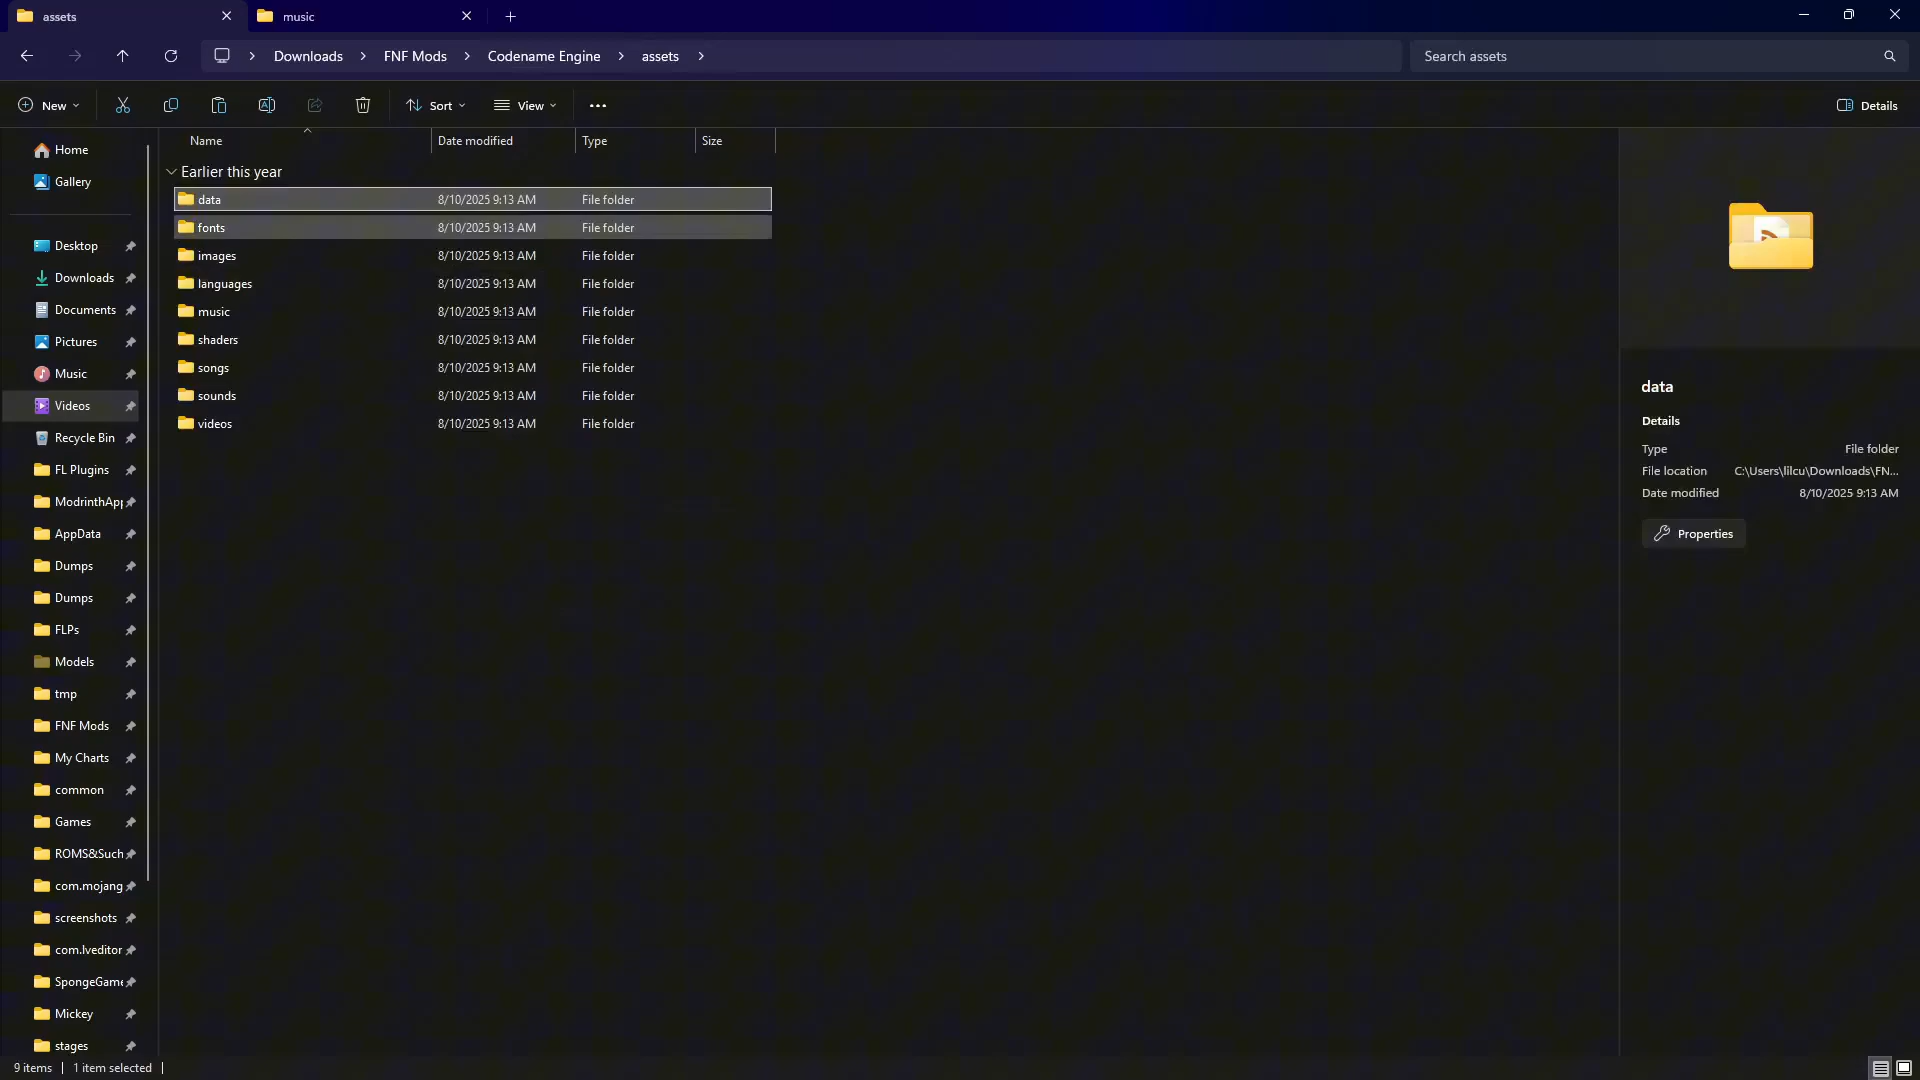 assets
music
Downloads
FNF Mods
Codename Engine
assets
Search assets
New
Sort
View
Details
Name
Date modified
Type
Size
Home
Gallery
Desktop
Downloads
Documents
Pictures
Music
Videos
Recycle Bin
FL Plugins
ModrinthApp
AppData
Dumps
Dumps
FLPs
Models
tmp
FNF Mods
My Charts
common
Games
ROMS&Such
com.mojang
screenshots
com.lveditor
SpongeGame
Mickey
stages
Earlier this year
data 8/10/2025 9:13 AM File folder
fonts 8/10/2025 9:13 AM File folder
images 8/10/2025 9:13 AM File folder
languages 8/10/2025 9:13 AM File folder
music 8/10/2025 9:13 AM File folder
shaders 8/10/2025 9:13 AM File folder
songs 8/10/2025 9:13 AM File folder
sounds 8/10/2025 9:13 AM File folder
videos 8/10/2025 9:13 AM File folder
data
Details
Type File folder
File location C:\Users\lilcu\Downloads\FN...
Date modified 8/10/2025 9:13 AM
Properties
9 items
1 item selected